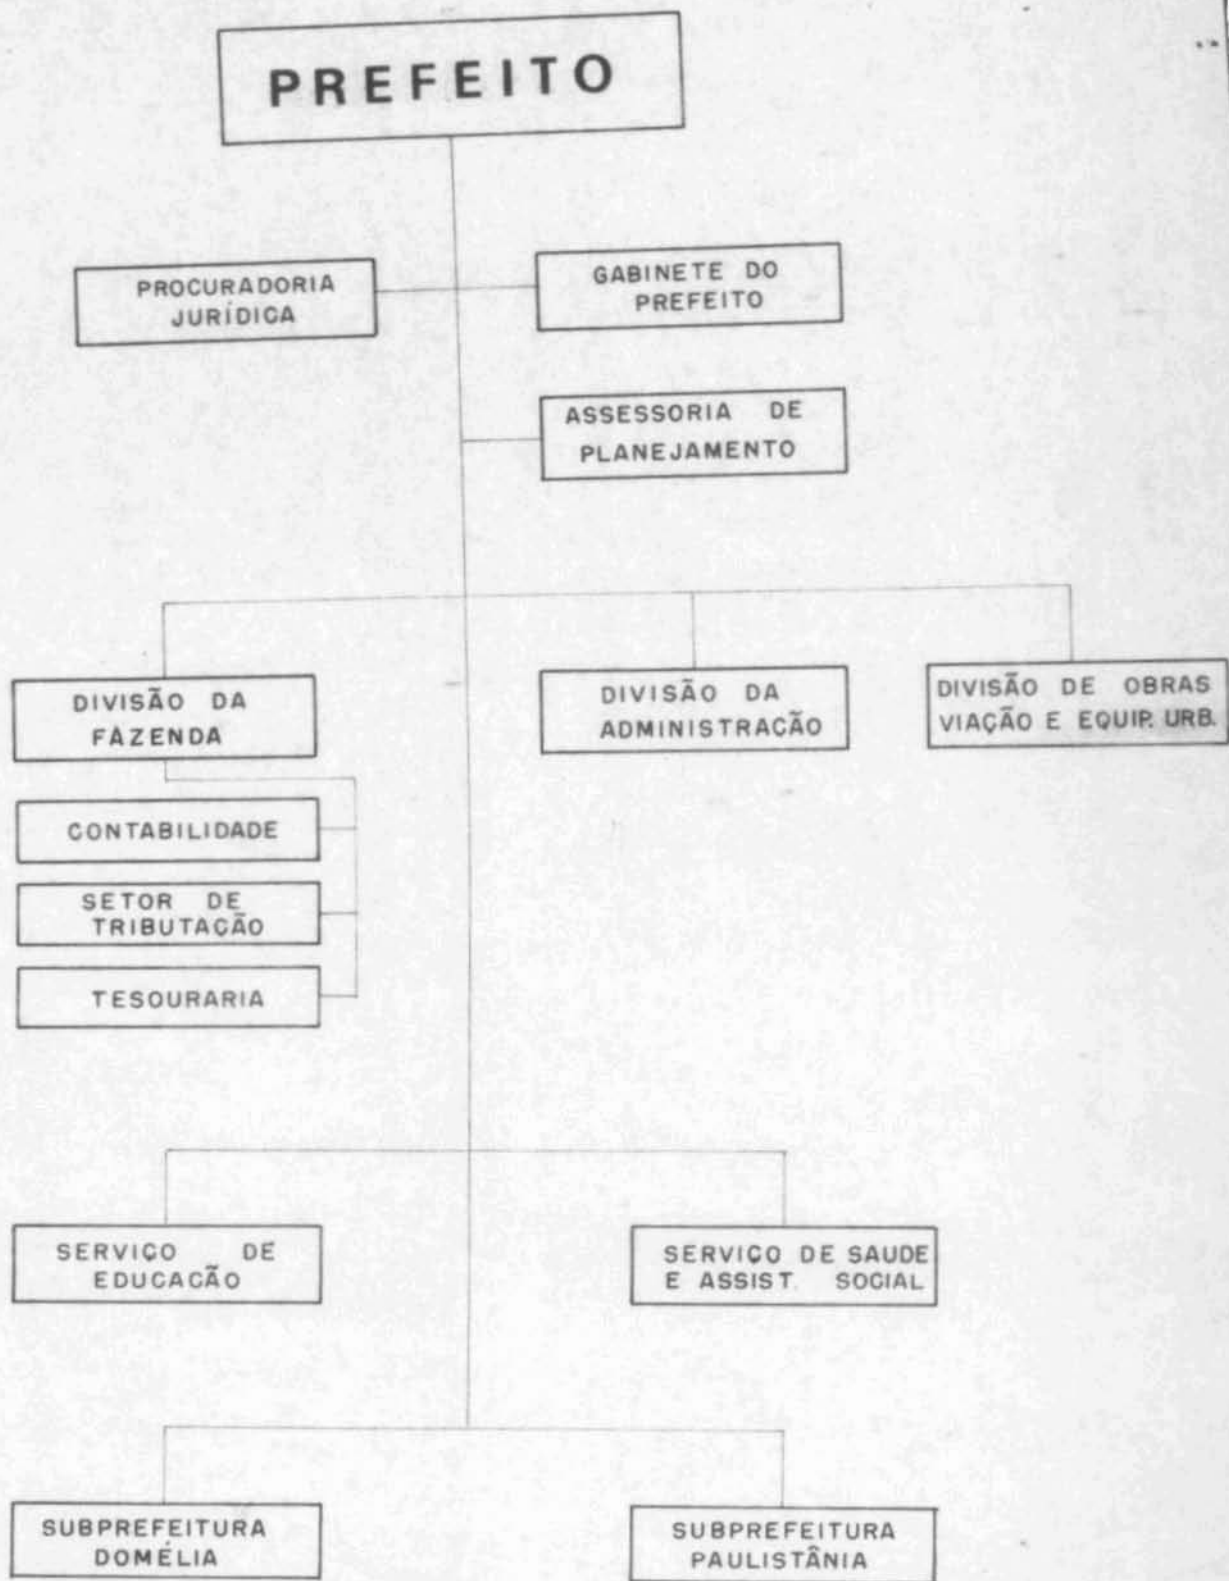 PREFEITO
PROCURADORIA
JURÍDICA
GABINETE DO
PREFEITO
ASSESSORIA DE
PLANEJAMENTO
DIVISÃO DA
FAZENDA
DIVISÃO DA
ADMINISTRAÇÃO
DIVISÃO DE OBRAS
VIAÇÃO E EQUIP. URB.
CONTABILIDADE
SETOR DE
TRIBUTAÇÃO
TESOURARIA
SERVIÇO DE
EDUCAÇÃO
SERVIÇO DE SAUDE
E ASSIST. SOCIAL
SUBPREFEITURA
DOMÉLIA
SUBPREFEITURA
PAULISTÂNIA